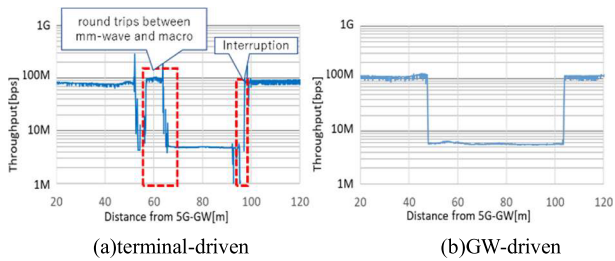 round trips between
mm-wave and macro
Interruption
1G
100M
10M
1M
Throughput[bps]
20 40 60 80 100 120
Distance from 5G-GW[m]
(a)terminal-driven
1G
100M
10M
1M
Throughput[bps]
20 40 60 80 100 120
Distance from 5G-GW[m]
(b)GW-driven